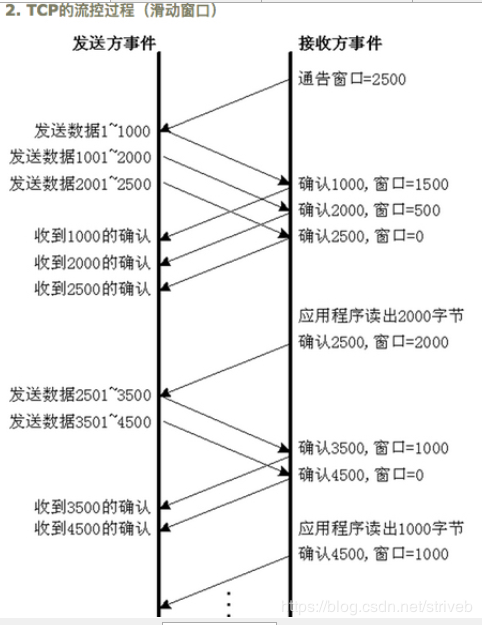 2. TCP的流控过程（滑动窗口）
发送方事件 接收方事件
通告窗口=2500
发送数据1~1000
发送数据1001~2000
发送数据2001~2500
确认1000,窗口=1500
确认2000,窗口=500
确认2500,窗口=0
收到1000的确认
收到2000的确认
收到2500的确认
应用程序读出2000字节
确认2500,窗口=2000
发送数据2501~3500
发送数据3501~4500
确认3500,窗口=1000
确认4500,窗口=0
收到3500的确认
收到4500的确认
应用程序读出1000字节
确认4500,窗口=1000
https://blog.csdn.net/striveb